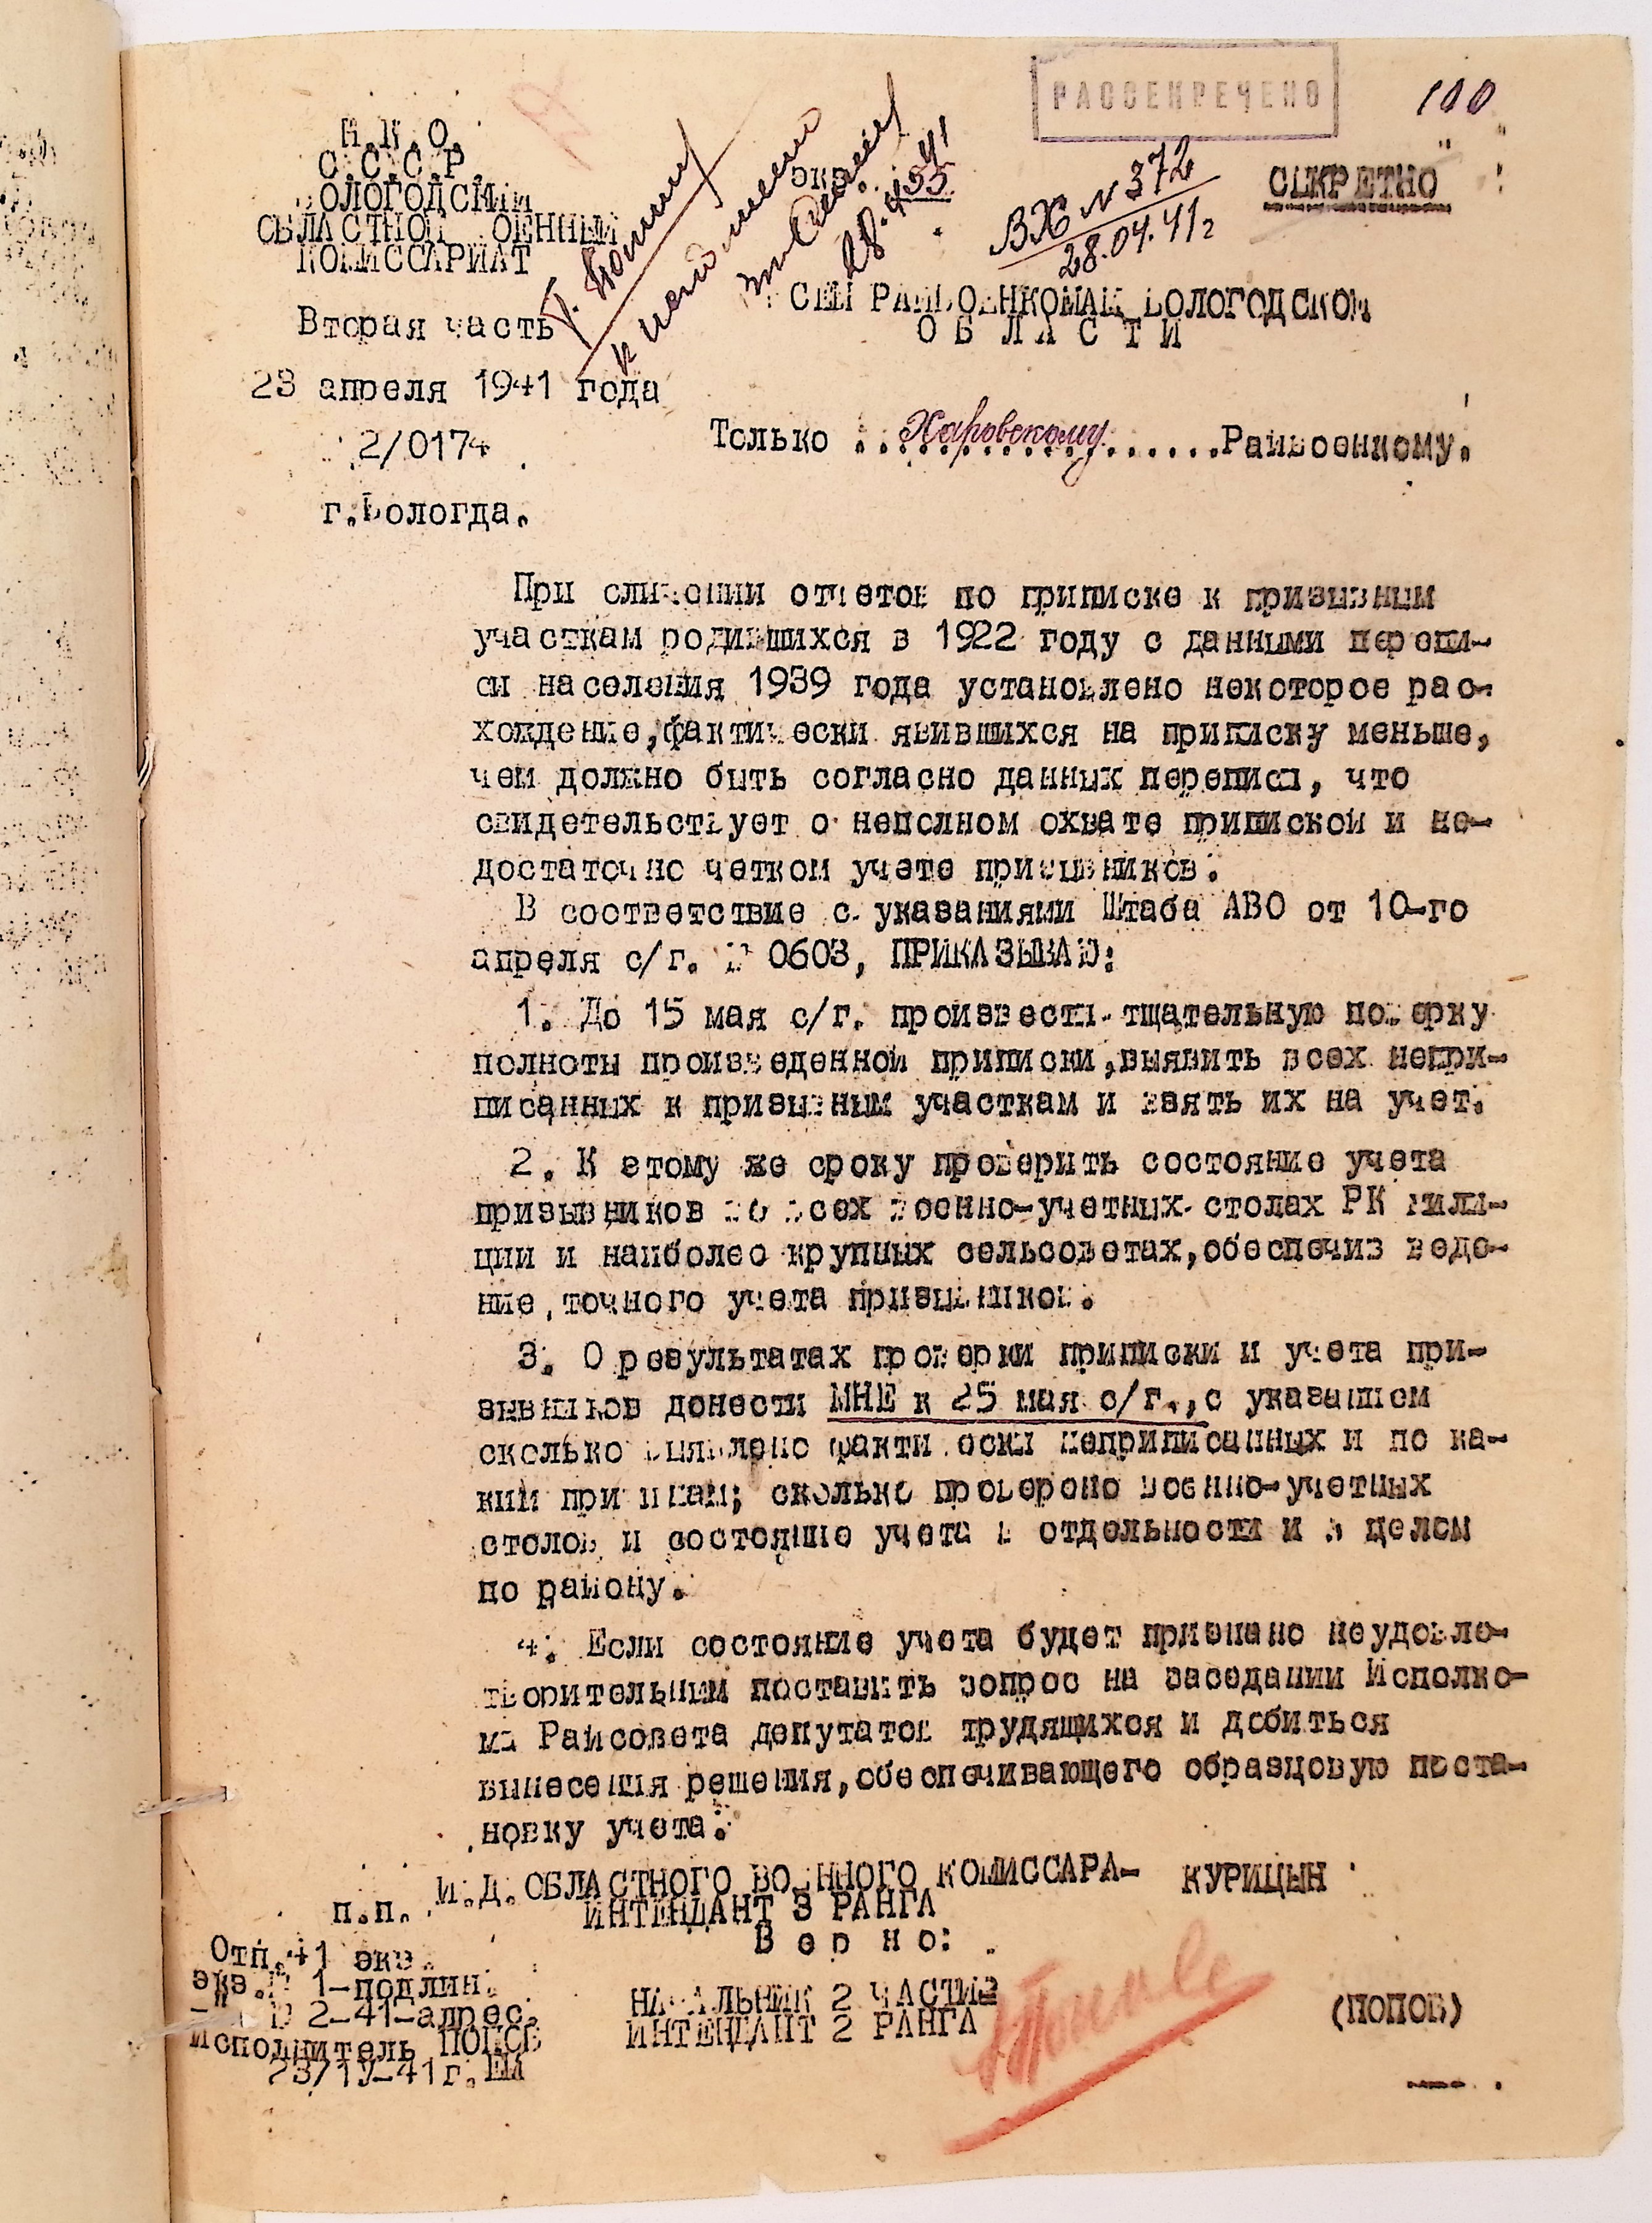 РАССЕКРЕЧЕНО
100
Н.К.О.
С.С.С.Р.
ВОЛОГОДСКИЙ
ОБЛАСТНОЙ ВОЕННЫЙ
КОМИССАРИАТ
Вторая часть
23 апреля 1941 года
2/0174
г.Вологда.
СЕКРЕТНО
экз.
к исполнению
28.4.41
ВХ № 372
28.04.41г
ВСЕМ РАЙВОЕНКОМАМ ВОЛОГОДСКОЙ
ОБЛАСТИ
Только ..Харовскому......Райвоенкому.
При сличении отчетов по приписке к призывным
участкам родившихся в 1922 году с данными перепи-
си населения 1939 года установлено некоторое рас-
хождение,фактически явившихся на приписку меньше,
чем должно быть согласно данных переписи, что
свидетельствует о неполном охвате припиской и не-
достаточно четком учете призывников.
В соответствие с указаниями Штаба АВО от 10-го
апреля с/г. № 0603, ПРИКАЗЫВАЮ:
1. До 15 мая с/г. произвести тщательную поверку
полноты произведенной приписки,выявить всех непри-
писанных к призывным участкам и взять их на учет.
2. К этому же сроку проверить состояние учета
призывников во всех военно-учетных столах РК мили-
ции и наиболее крупных сельсоветах,обеспечив веде-
ние точного учета призывников.
3. О результатах проверки приписки и учета при-
зывников донести МНЕ к 25 мая с/г.,с указанием
сколько выявлено фактически неприписанных и по ка-
кий причинам; сколько проверено военно-учетных
столов и состояние учета в отдельности и в целом
по району.
4. Если состояние учета будет признано неудовле-
творительным поставить вопрос на заседании Исполко-
ма Райсовета депутатов трудящихся и добиться
вынесения решения,обеспечивающего образцовую поста-
новку учета.
п.п. И.Д.ОБЛАСТНОГО ВОЕННОГО КОМИССАРА- КУРИЦЫН
ИНТЕНДАНТ 3 РАНГА
Верно:
НАЧАЛЬНИК 2 ЧАСТИ
ИНТЕНДАНТ 2 РАНГА
(ПОПОВ)
Отп.41 экз.
экз.№ 1-подлин.
-"- № 2-41-адрес.
Исполнитель ПОПОВ
23/1У-41г.